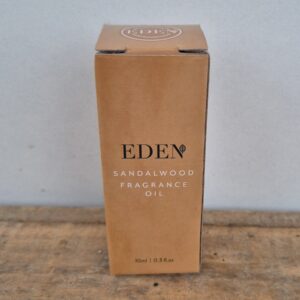 EDEN
EDEN
SANDALWOOD
FRAGRANCE
OIL
10ml | 0.3 fl.oz